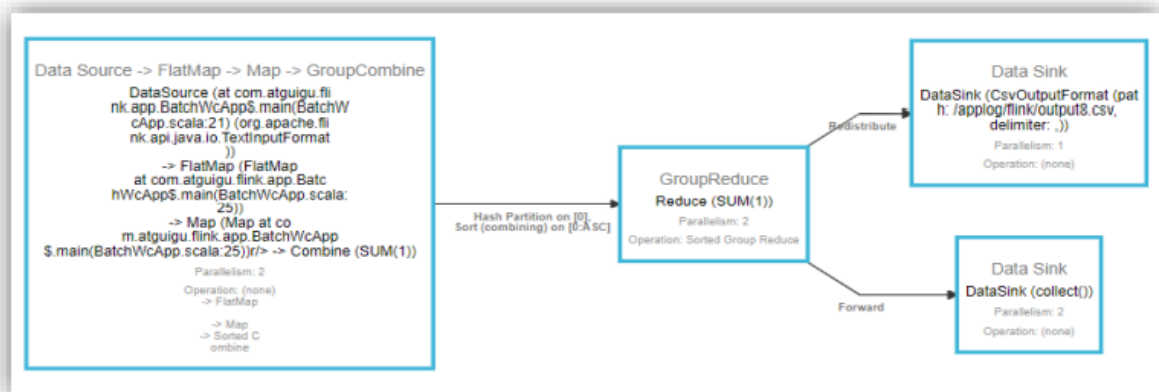 Data Source -> FlatMap -> Map -> GroupCombine
DataSource (at com.atguigu.fli
nk.app.BatchWcApp$.main(BatchW
cApp.scala:21) (org.apache.fli
nk.api.java.io.TextInputFormat
))
-> FlatMap (FlatMap
at com.atguigu.flink.app.Batc
hWcApp$.main(BatchWcApp.scala:
25))
-> Map (Map at co
m.atguigu.flink.app.BatchWcApp
$.main(BatchWcApp.scala:25))r/> -> Combine (SUM(1))
Parallelism: 2
Operation: (none)
-> FlatMap
-> Map
-> Sorted C
ombine
Hash Partition on [0],
Sort (combining) on [0:ASC]
GroupReduce
Reduce (SUM(1))
Parallelism: 2
Operation: Sorted Group Reduce
Redistribute
Data Sink
DataSink (CsvOutputFormat (pat
h: /applog/flink/output8.csv,
delimiter: ,))
Parallelism: 1
Operation: (none)
Forward
Data Sink
DataSink (collect())
Parallelism: 2
Operation: (none)